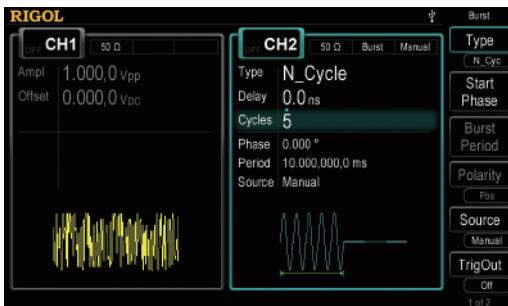 RIGOL
Burst
OFF CH1 50 Ω
Ampl 1.000,0 Vpp
Offset 0.000,0 VDC
OFF CH2 50 Ω Burst Manual
Type N_Cycle
Delay 0.0 ns
Cycles 5
Phase 0.000 °
Period 10.000,000,0 ms
Source Manual
Type
N_Cyc
Start
Phase
Burst
Period
Polarity
Pos
Source
Manual
TrigOut
Off
1 of 2